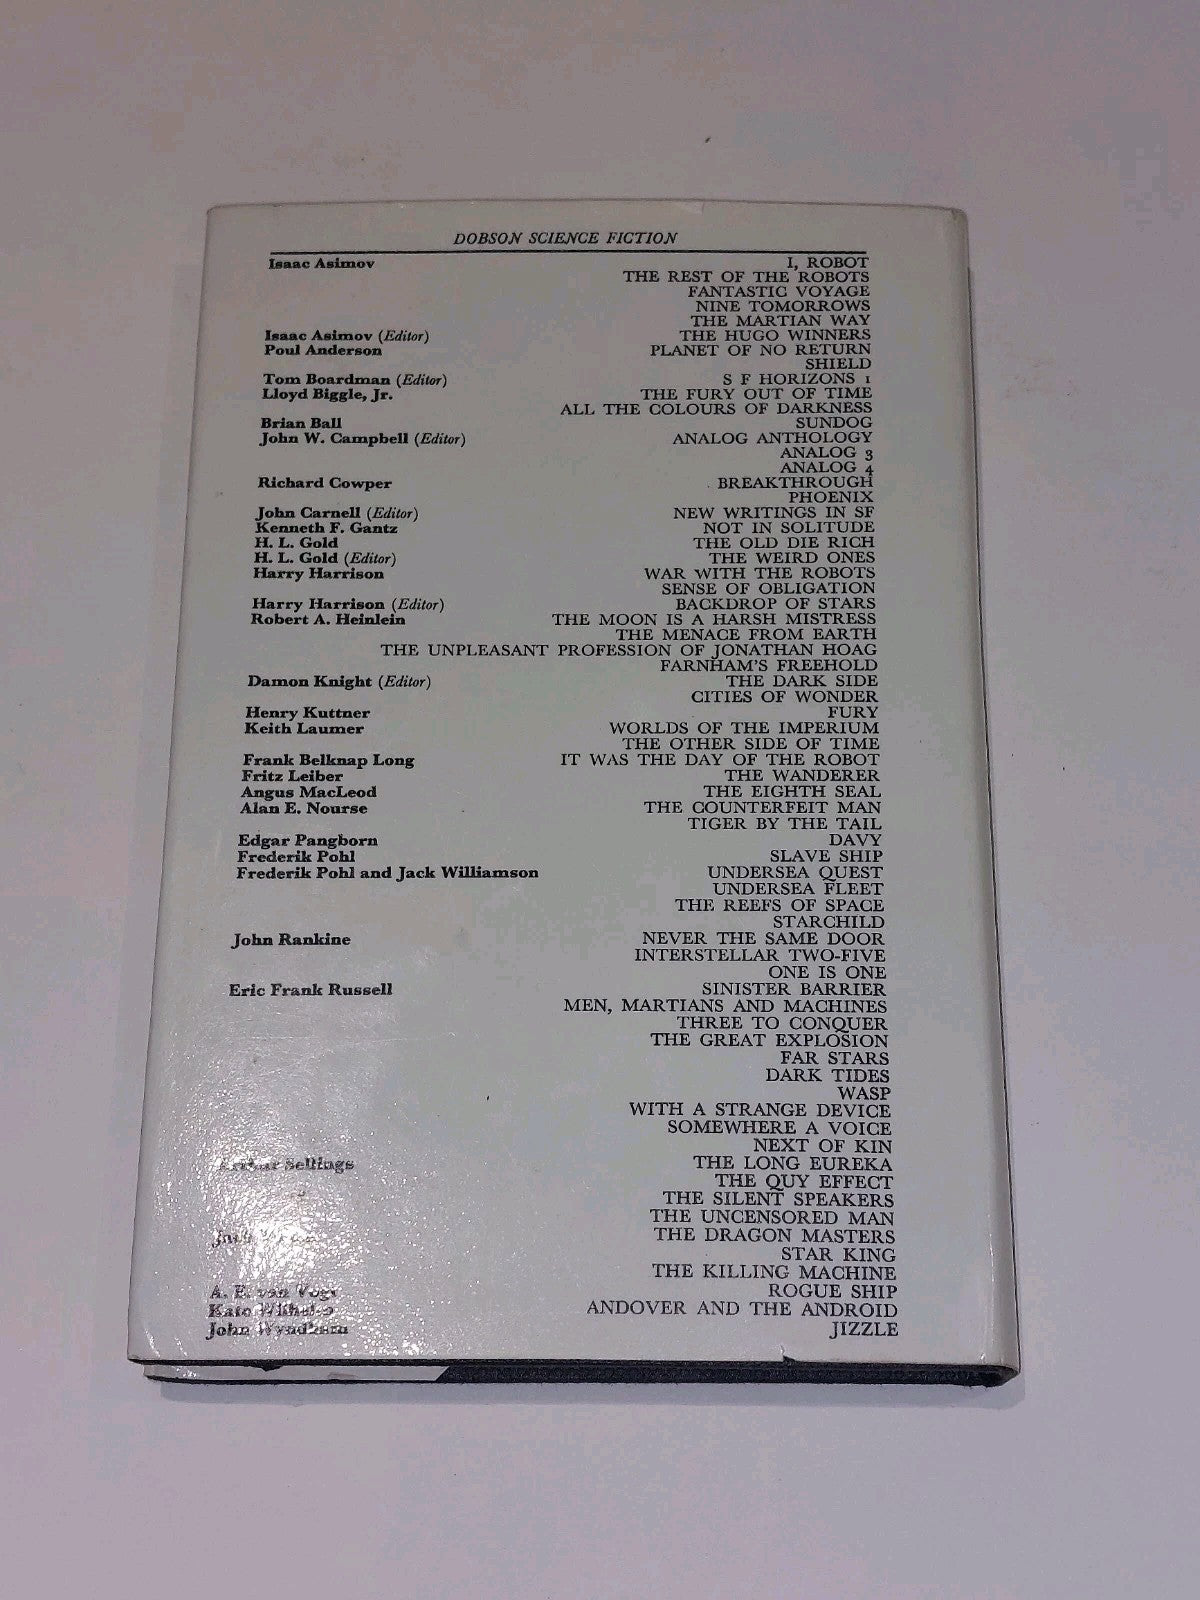 DOBSON SCIENCE FICTION
Isaac Asimov I, ROBOT
THE REST OF THE ROBOTS
FANTASTIC VOYAGE
NINE TOMORROWS
THE MARTIAN WAY
Isaac Asimov (Editor) THE HUGO WINNERS
Poul Anderson PLANET OF NO RETURN
SHIELD
Tom Boardman (Editor) S F HORIZONS 1
Lloyd Biggle, Jr. THE FURY OUT OF TIME
ALL THE COLOURS OF DARKNESS
Brian Ball SUNDOG
John W. Campbell (Editor) ANALOG ANTHOLOGY
ANALOG 3
ANALOG 4
Richard Cowper BREAKTHROUGH
PHOENIX
John Carnell (Editor) NEW WRITINGS IN SF
Kenneth F. Gantz NOT IN SOLITUDE
H. L. Gold THE OLD DIE RICH
H. L. Gold (Editor) THE WEIRD ONES
Harry Harrison WAR WITH THE ROBOTS
SENSE OF OBLIGATION
Harry Harrison (Editor) BACKDROP OF STARS
Robert A. Heinlein THE MOON IS A HARSH MISTRESS
THE MENACE FROM EARTH
THE UNPLEASANT PROFESSION OF JONATHAN HOAG
FARNHAM'S FREEHOLD
Damon Knight (Editor) THE DARK SIDE
CITIES OF WONDER
Henry Kuttner FURY
Keith Laumer WORLDS OF THE IMPERIUM
THE OTHER SIDE OF TIME
Frank Belknap Long IT WAS THE DAY OF THE ROBOT
Fritz Leiber THE WANDERER
Angus MacLeod THE EIGHTH SEAL
Alan E. Nourse THE COUNTERFEIT MAN
TIGER BY THE TAIL
Edgar Pangborn DAVY
Frederik Pohl SLAVE SHIP
Frederik Pohl and Jack Williamson UNDERSEA QUEST
UNDERSEA FLEET
THE REEFS OF SPACE
STARCHILD
John Rankine NEVER THE SAME DOOR
INTERSTELLAR TWO-FIVE
ONE IS ONE
Eric Frank Russell SINISTER BARRIER
MEN, MARTIANS AND MACHINES
THREE TO CONQUER
THE GREAT EXPLOSION
FAR STARS
DARK TIDES
WASP
WITH A STRANGE DEVICE
SOMEWHERE A VOICE
NEXT OF KIN
Arthur Sellings THE LONG EUREKA
THE QUY EFFECT
THE SILENT SPEAKERS
THE UNCENSORED MAN
THE DRAGON MASTERS
STAR KING
THE KILLING MACHINE
A. E. van Vogt ROGUE SHIP
Kate Wilhelm ANDOVER AND THE ANDROID
John Wyndham JIZZLE